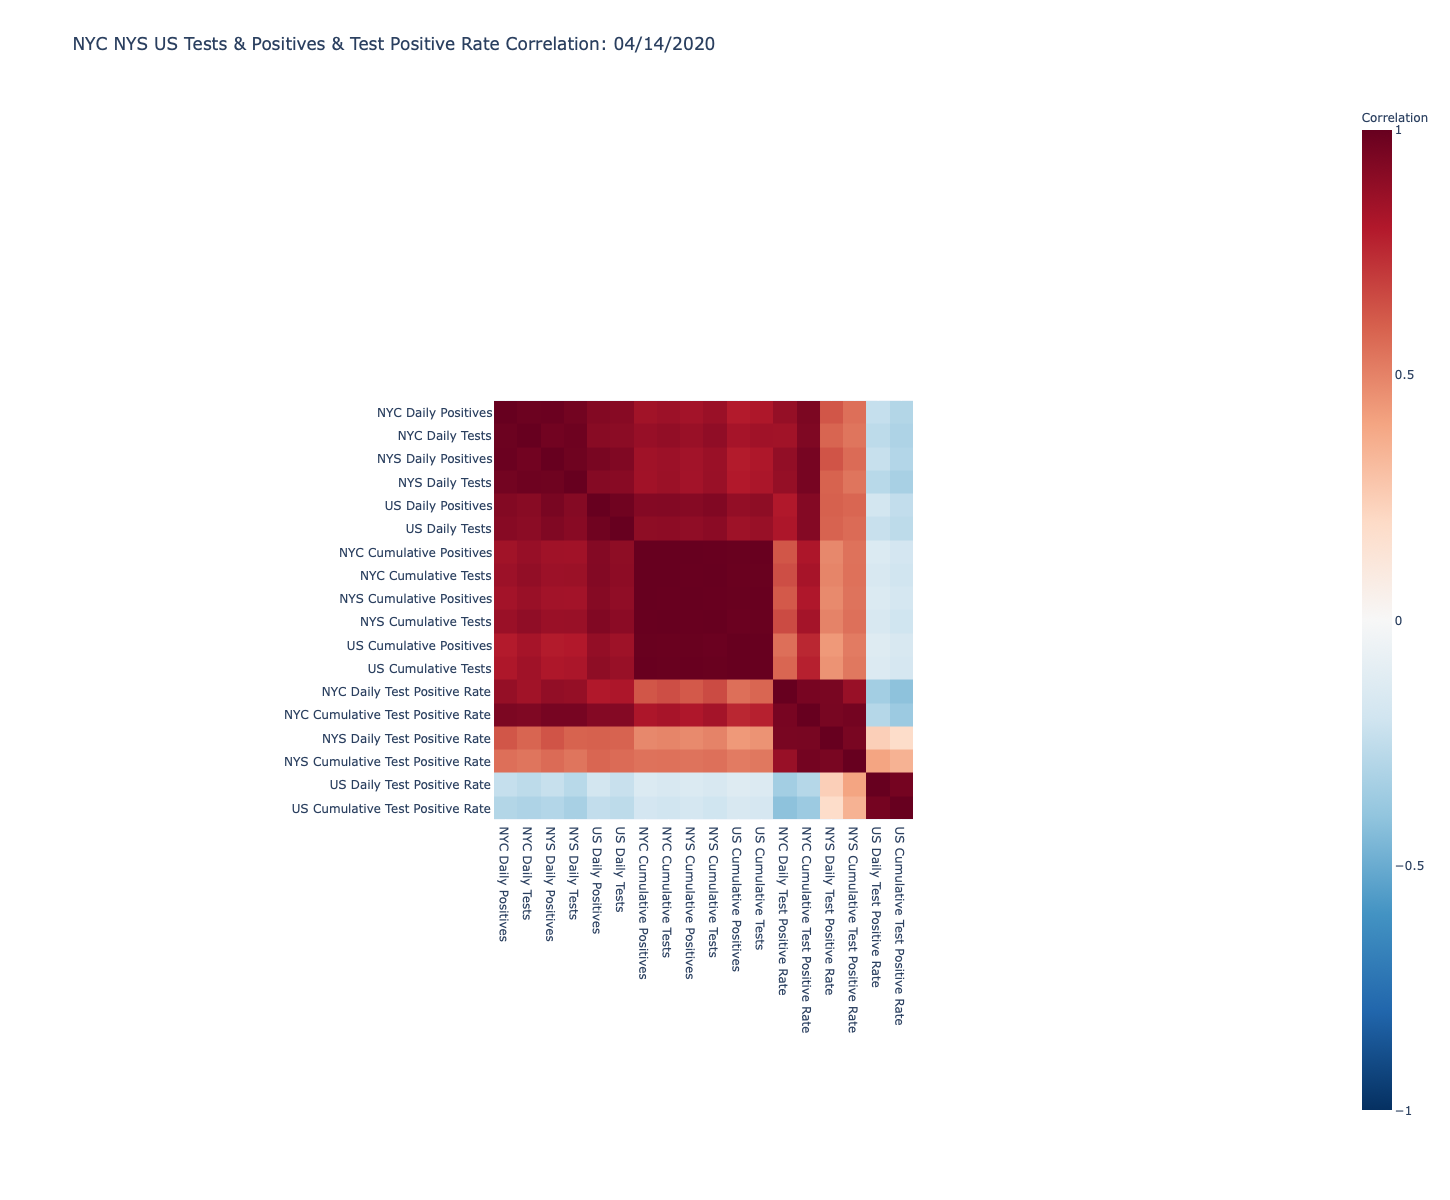 NYC NYS US Tests & Positives & Test Positive Rate Correlation: 04/14/2020
Correlation
1
0.5
0
−0.5
−1
NYC Daily Positives
NYC Daily Tests
NYS Daily Positives
NYS Daily Tests
US Daily Positives
US Daily Tests
NYC Cumulative Positives
NYC Cumulative Tests
NYS Cumulative Positives
NYS Cumulative Tests
US Cumulative Positives
US Cumulative Tests
NYC Daily Test Positive Rate
NYC Cumulative Test Positive Rate
NYS Daily Test Positive Rate
NYS Cumulative Test Positive Rate
US Daily Test Positive Rate
US Cumulative Test Positive Rate
NYC Daily Positives
NYC Daily Tests
NYS Daily Positives
NYS Daily Tests
US Daily Positives
US Daily Tests
NYC Cumulative Positives
NYC Cumulative Tests
NYS Cumulative Positives
NYS Cumulative Tests
US Cumulative Positives
US Cumulative Tests
NYC Daily Test Positive Rate
NYC Cumulative Test Positive Rate
NYS Daily Test Positive Rate
NYS Cumulative Test Positive Rate
US Daily Test Positive Rate
US Cumulative Test Positive Rate